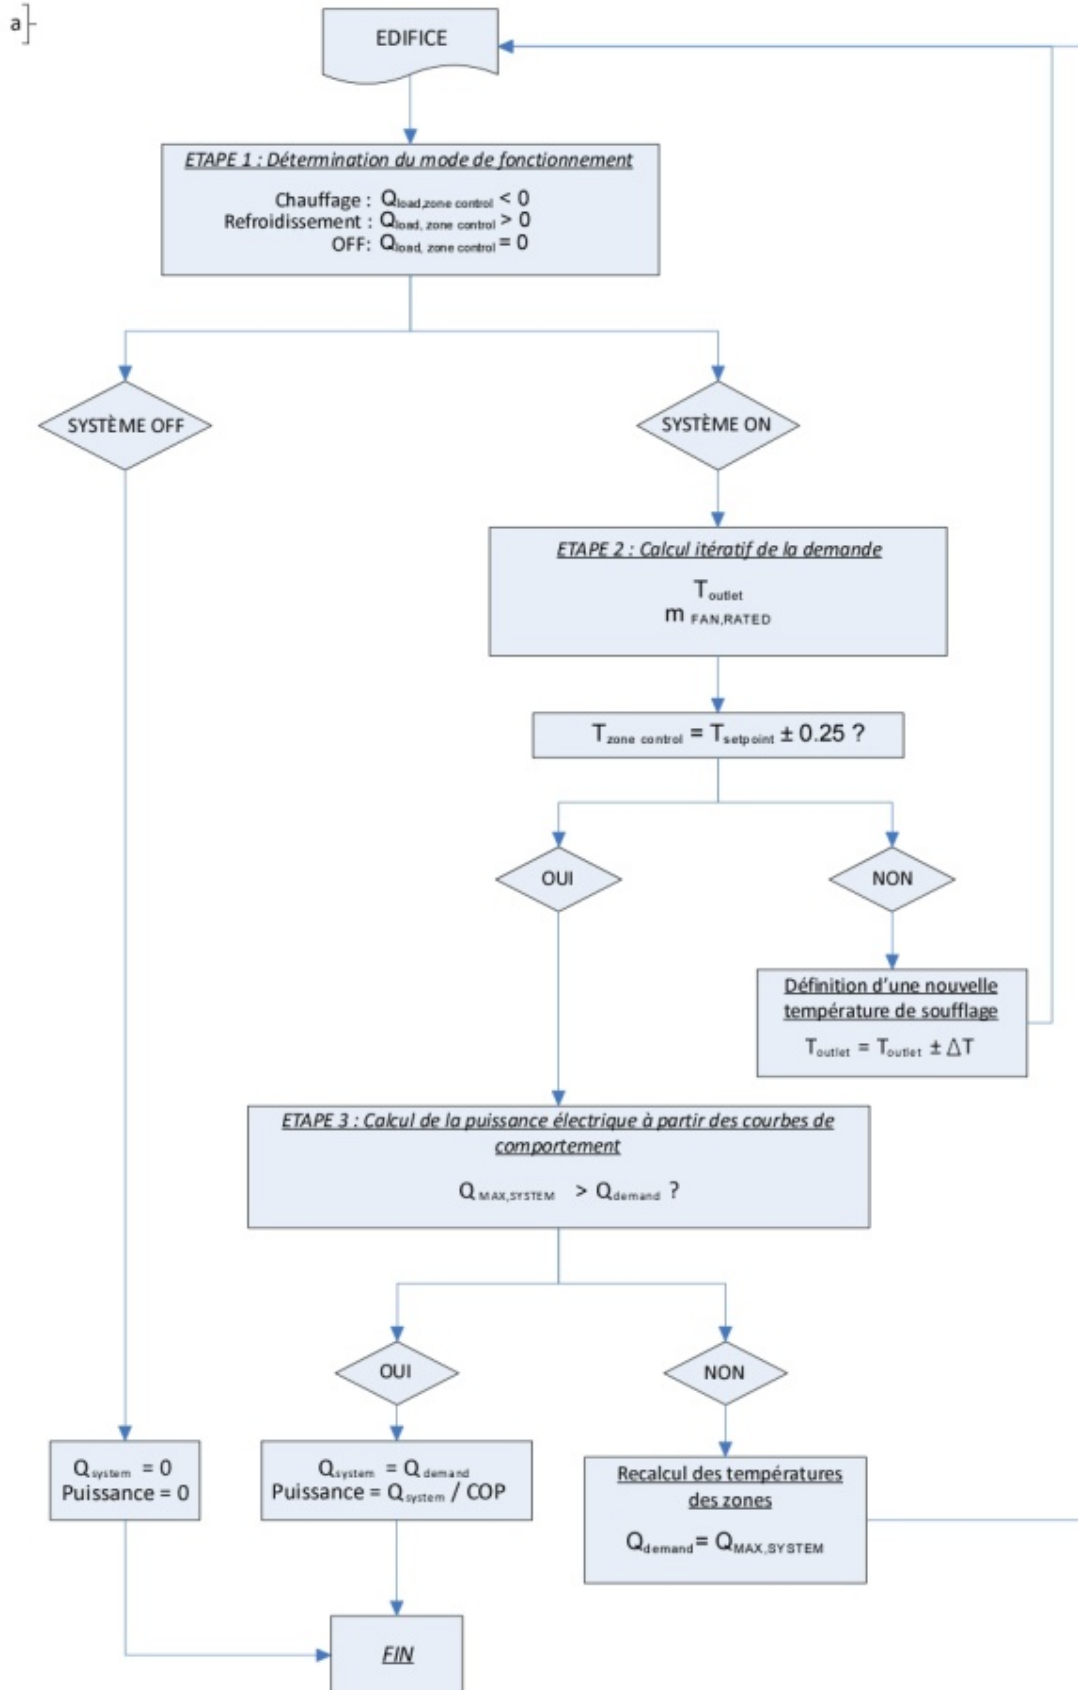 a]
EDIFICE
ETAPE 1 : Détermination du mode de fonctionnement
Chauffage : Qload,zone control < 0
Refroidissement : Qload, zone control > 0
OFF: Qload, zone control = 0
SYSTÈME OFF
SYSTÈME ON
ETAPE 2 : Calcul itératif de la demande
Toutlet
m FAN,RATED
Tzone control = Tsetpoint ± 0.25 ?
OUI
NON
Définition d'une nouvelle
température de soufflage
Toutlet = Toutlet ± ΔT
ETAPE 3 : Calcul de la puissance électrique à partir des courbes de
comportement
Q MAX,SYSTEM > Qdemand ?
OUI
NON
Qsystem = 0
Puissance = 0
Qsystem = Q demand
Puissance = Qsystem / COP
Recalcul des températures
des zones
Qdemand = QMAX,SYSTEM
FIN